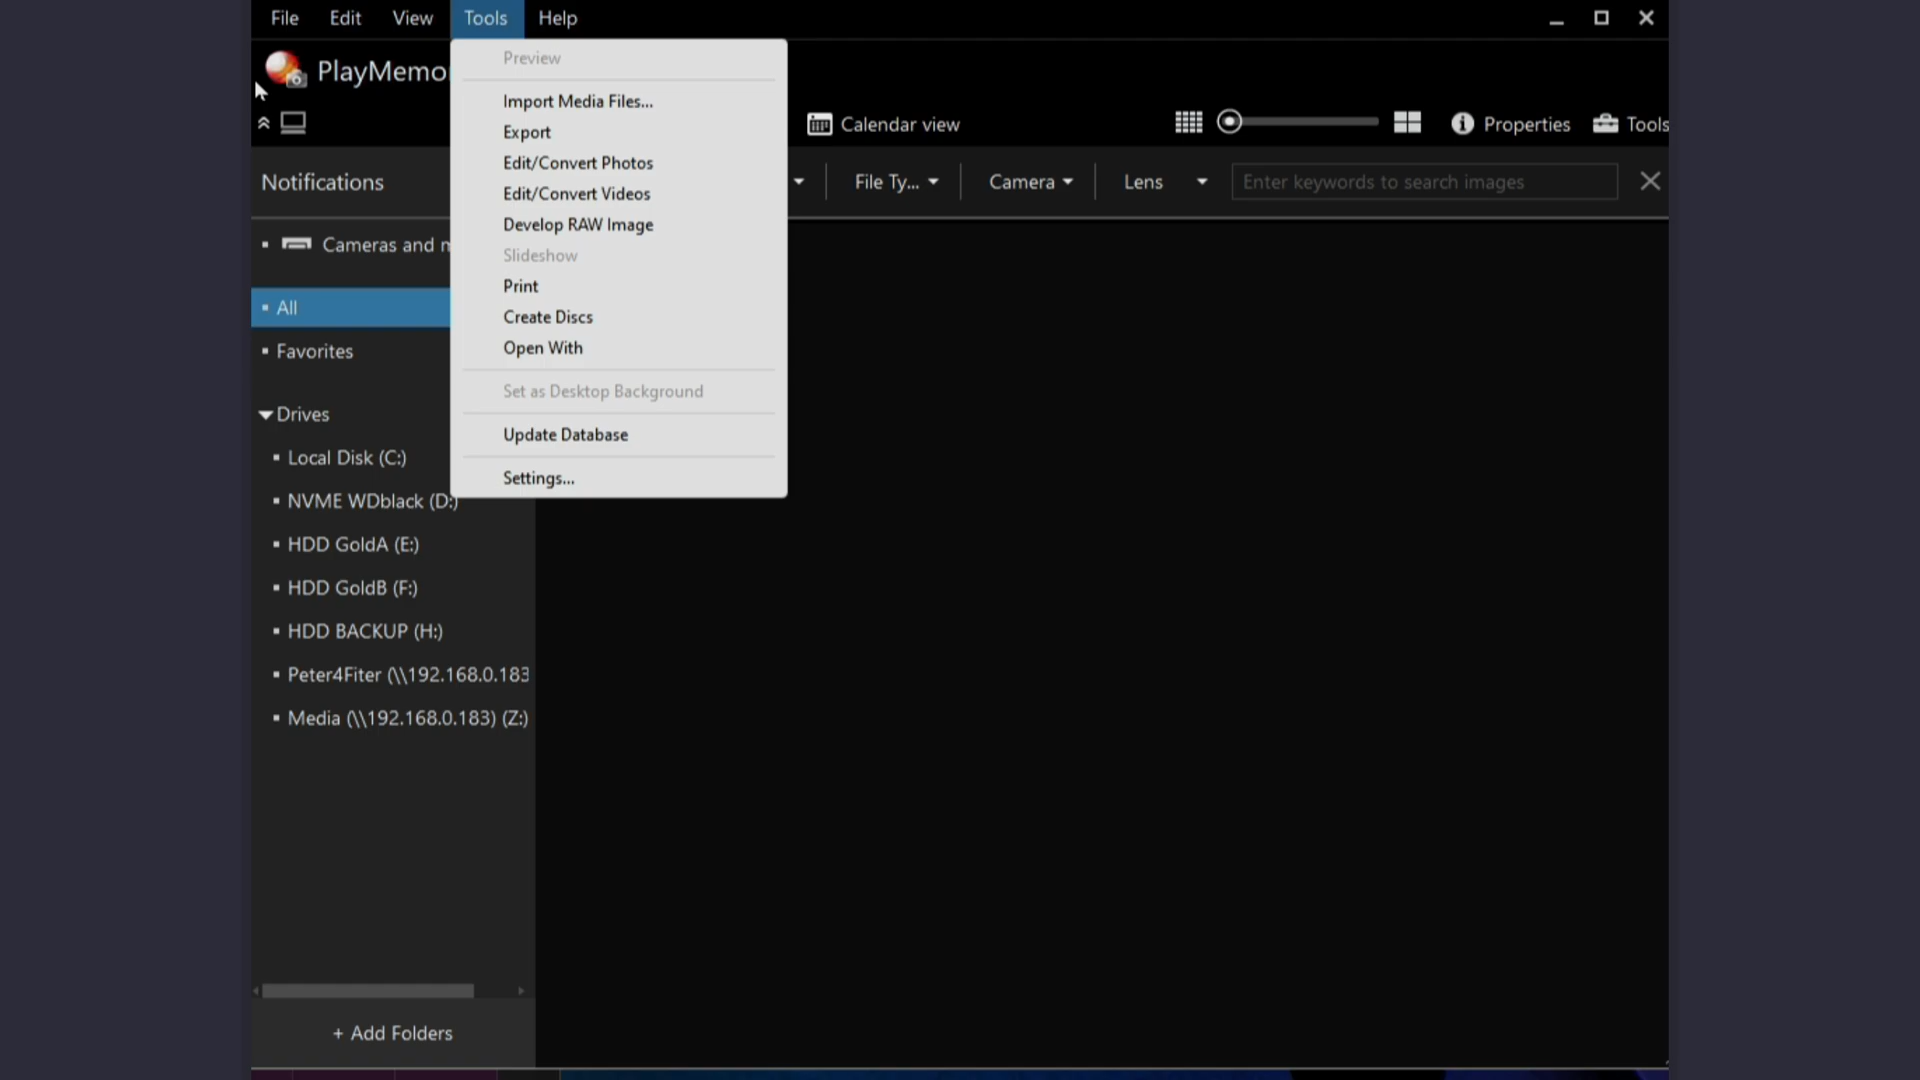 File Edit View Tools Help
PlayMemo
Calendar view Properties Tools
Notifications
File Ty... Camera Lens Enter keywords to search images
Preview
Import Media Files...
Export
Edit/Convert Photos
Edit/Convert Videos
Develop RAW Image
Slideshow
Print
Create Discs
Open With
Set as Desktop Background
Update Database
Settings...
Cameras and
All
Favorites
Drives
Local Disk (C:)
NVME WDblack (D:)
HDD GoldA (E:)
HDD GoldB (F:)
HDD BACKUP (H:)
Peter4Fiter (\\192.168.0.183
Media (\\192.168.0.183) (Z:)
+ Add Folders